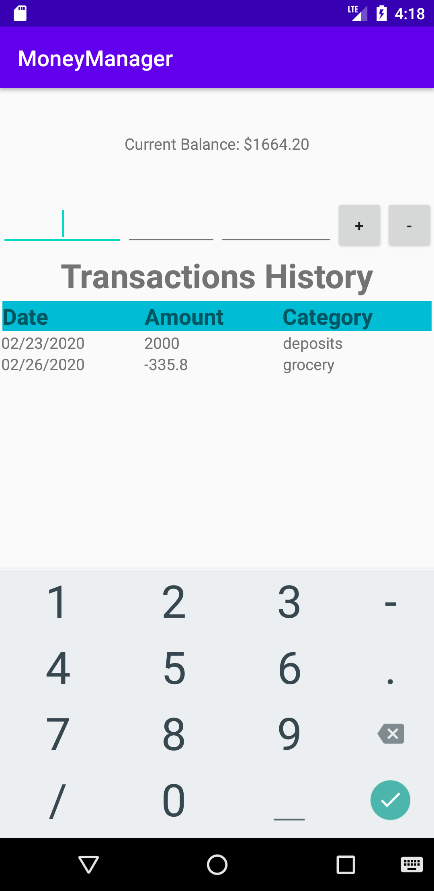 LTE 4:18
MoneyManager
Current Balance: $1664.20
+ -
Transactions History
Date Amount Category
02/23/2020 2000 deposits
02/26/2020 -335.8 grocery
1 2 3 -
4 5 6 .
7 8 9
/ 0 _